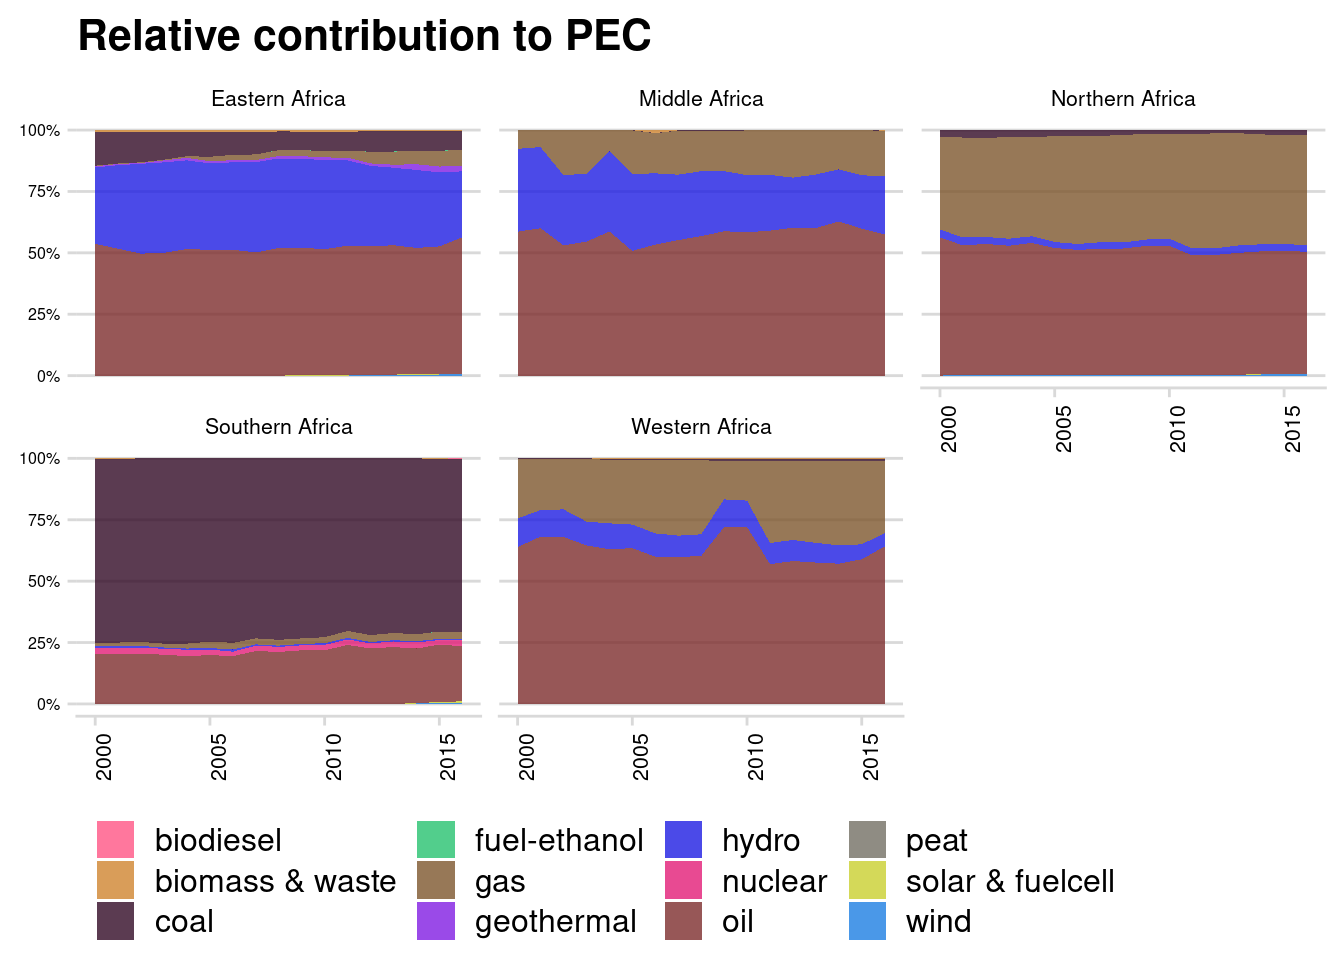 Relative contribution to PEC
Eastern Africa
Middle Africa
Northern Africa
100%
75%
50%
25%
0%
2000
2005
2010
2015
Southern Africa
Western Africa
100%
75%
50%
25%
0%
2000
2005
2010
2015
2000
2005
2010
2015
biodiesel
fuel-ethanol
hydro
peat
biomass & waste
gas
nuclear
solar & fuelcell
coal
geothermal
oil
wind